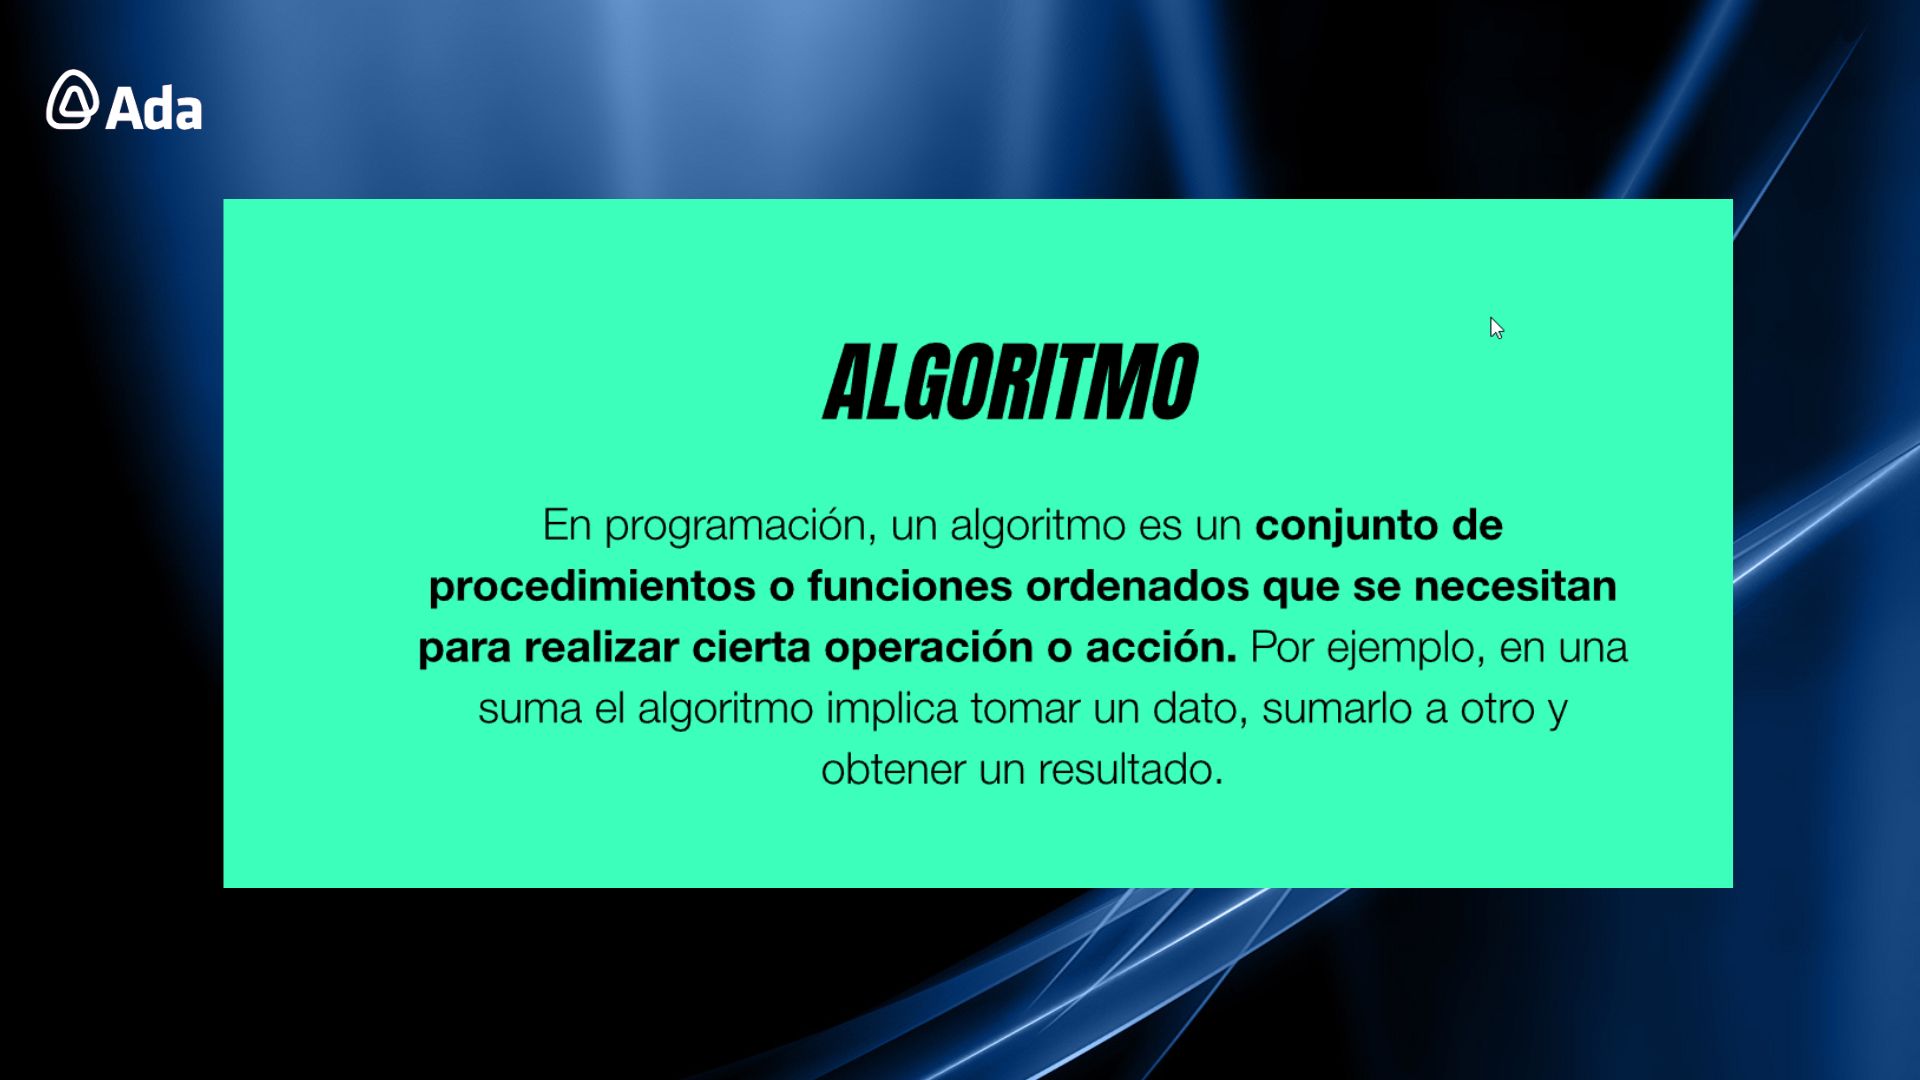 Ada
ALGORITMO
En programación, un algoritmo es un conjunto de
procedimientos o funciones ordenados que se necesitan
para realizar cierta operación o acción. Por ejemplo, en una
suma el algoritmo implica tomar un dato, sumarlo a otro y
obtener un resultado.